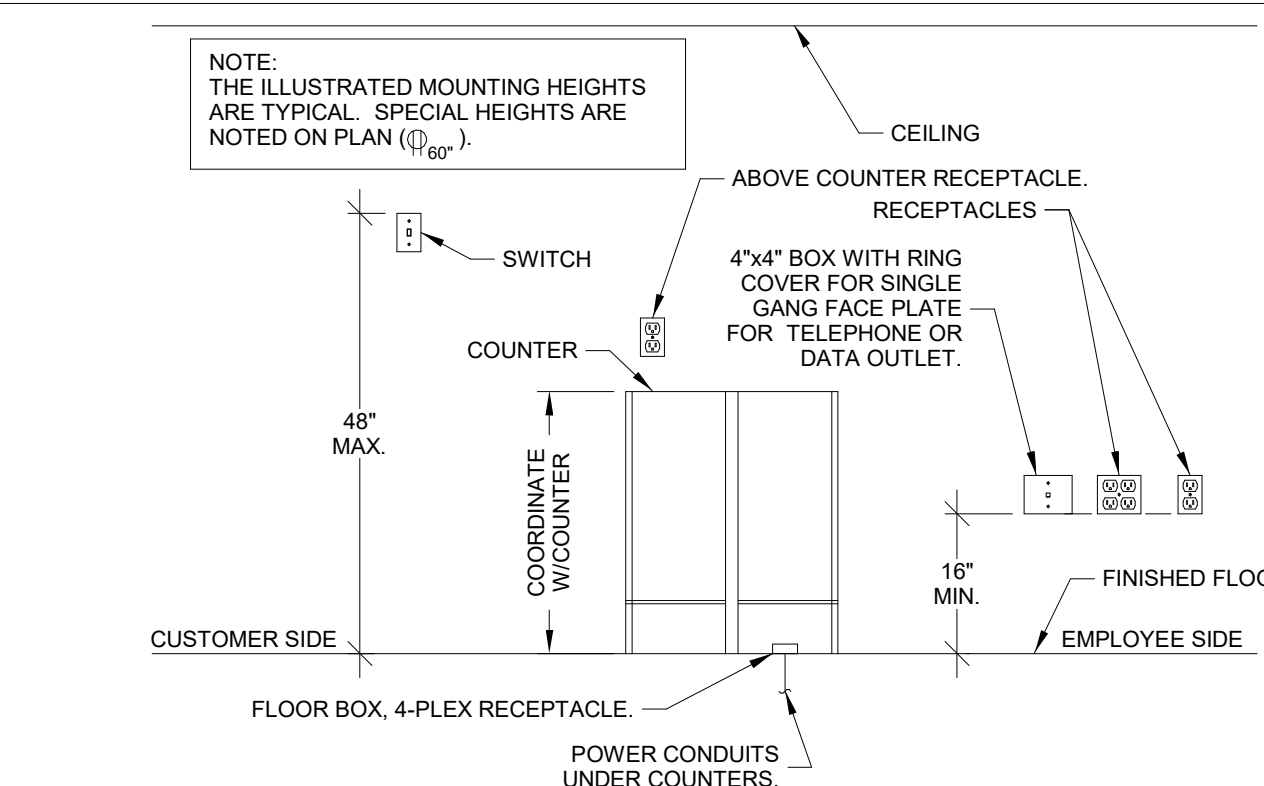 NOTE:
THE ILLUSTRATED MOUNTING HEIGHTS
ARE TYPICAL. SPECIAL HEIGHTS ARE
NOTED ON PLAN ( 60" ).
CEILING
ABOVE COUNTER RECEPTACLE.
RECEPTACLES
SWITCH
4"x4" BOX WITH RING
COVER FOR SINGLE
GANG FACE PLATE
FOR TELEPHONE OR
DATA OUTLET.
COUNTER
48"
MAX.
COORDINATE
W/COUNTER
16"
MIN.
FINISHED
CUSTOMER SIDE
EMPLOYEE SIDE
FLOOR BOX, 4-PLEX RECEPTACLE.
POWER CONDUITS
UNDER COUNTERS.